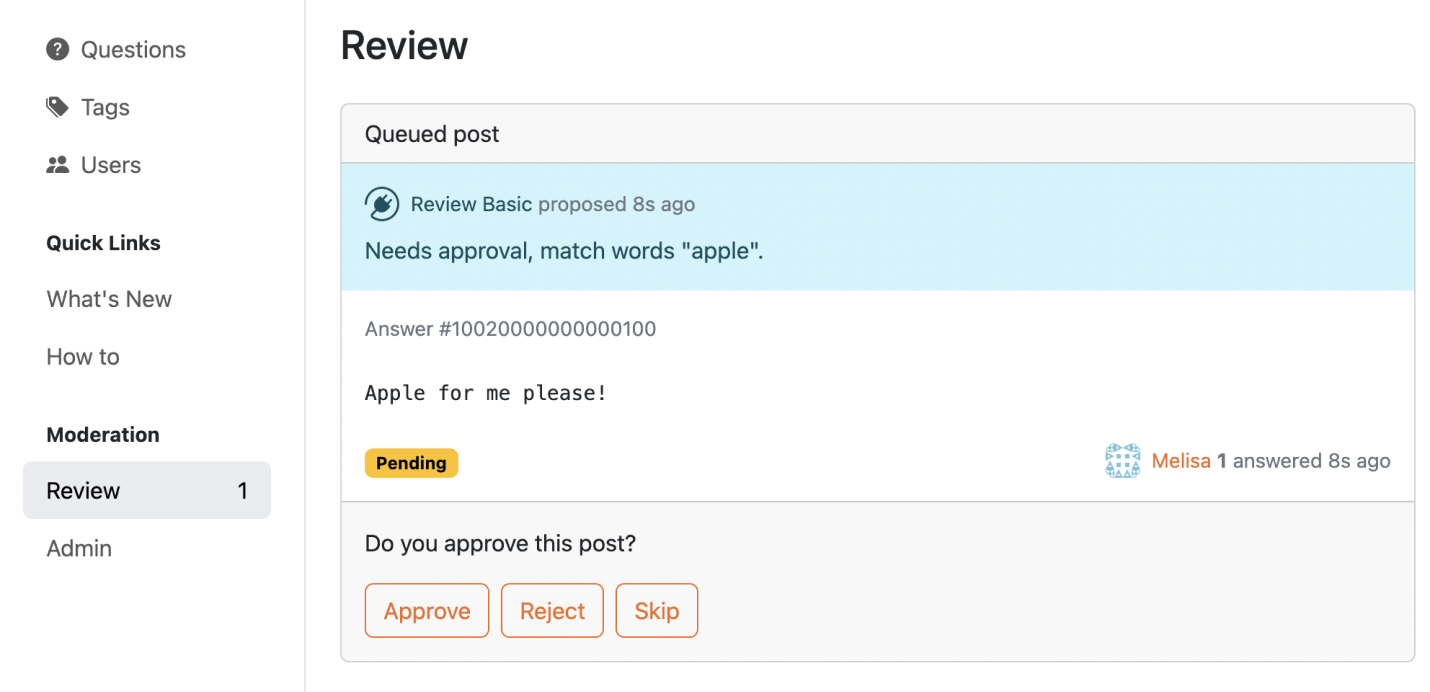 Questions
Tags
Users
Quick Links
What's New
How to
Moderation
Review 1
Admin
Review
Queued post
Review Basic proposed 8s ago
Needs approval, match words "apple".
Answer #10020000000000100
Apple for me please!
Pending
Melisa 1 answered 8s ago
Do you approve this post?
Approve Reject Skip